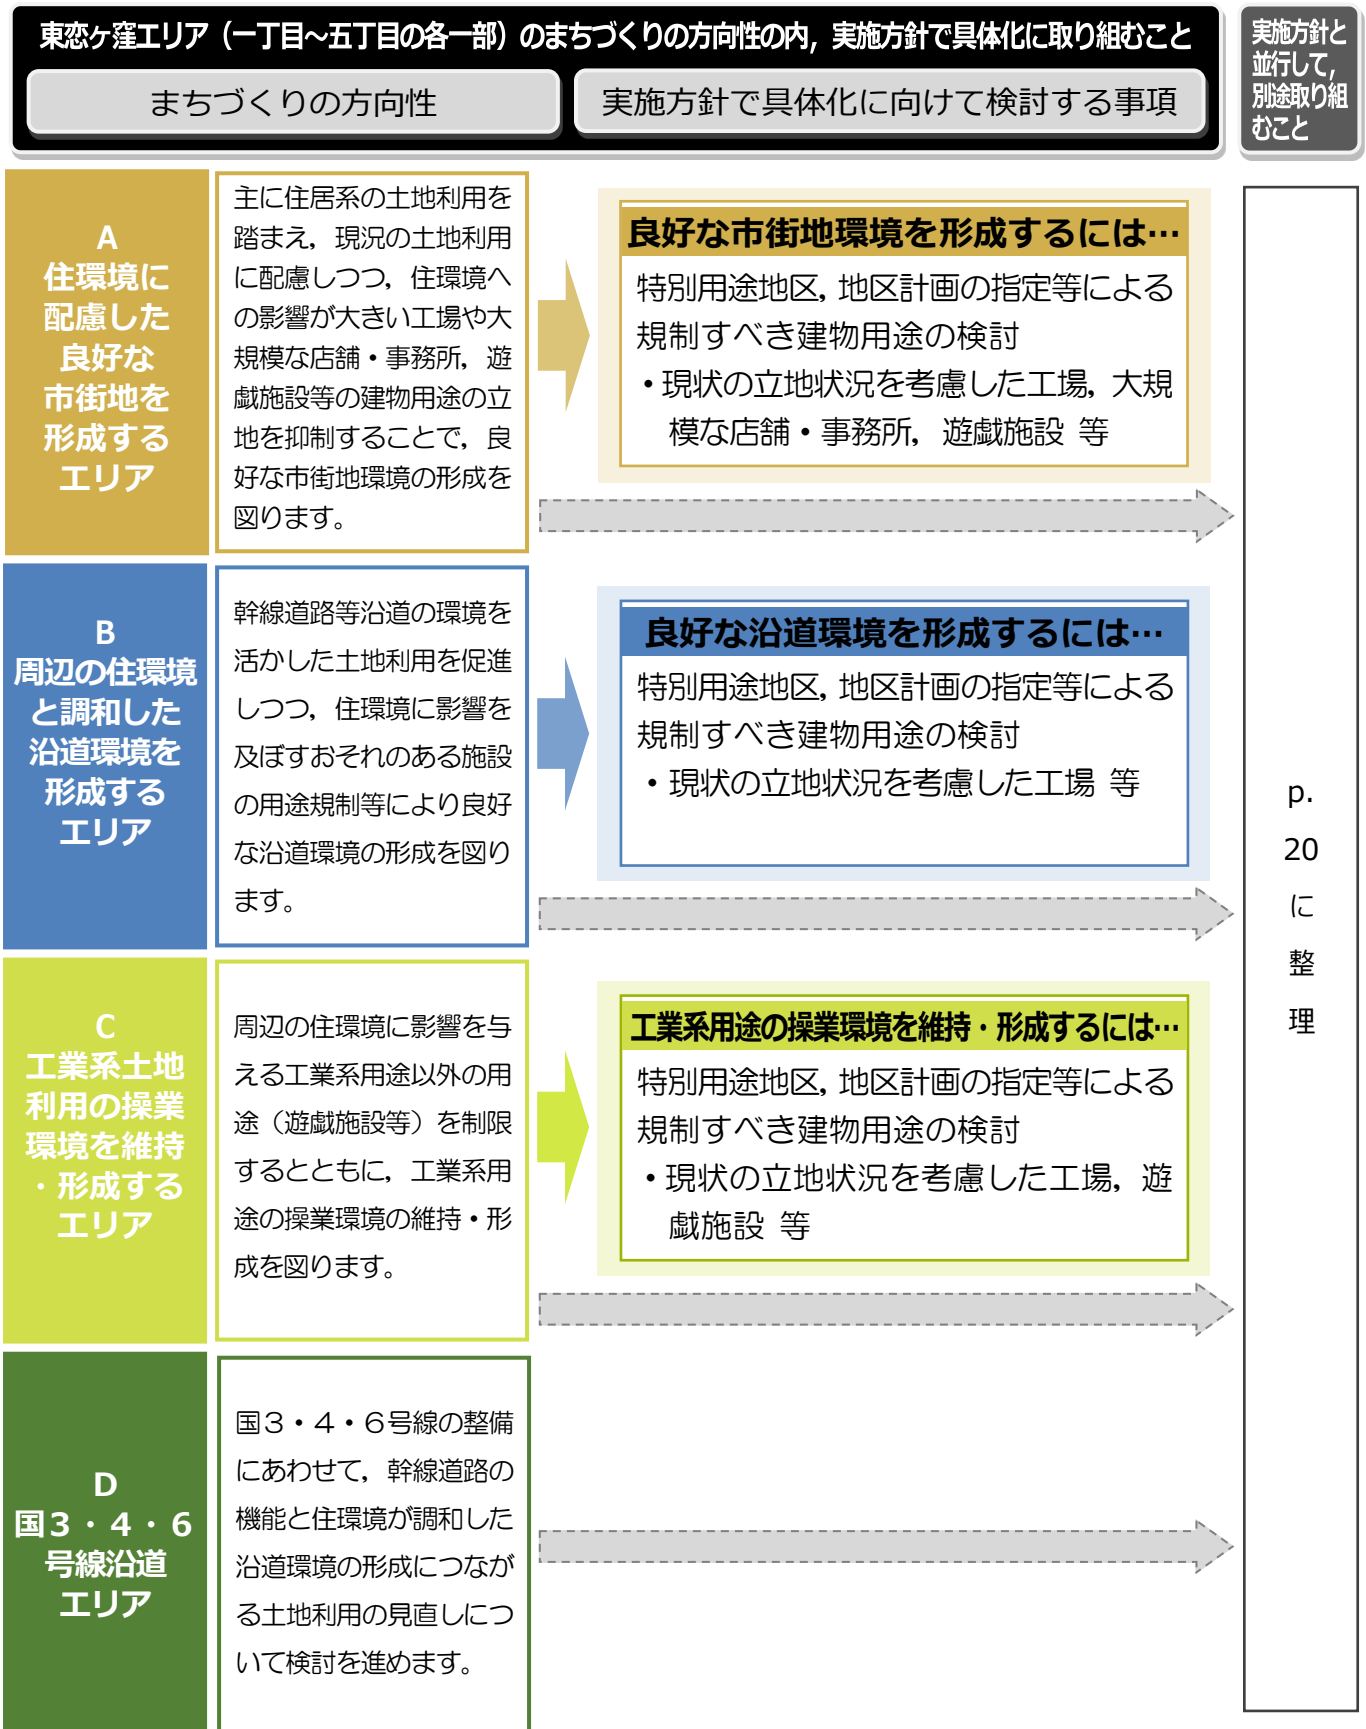 東恋ヶ窪エリア（一丁目～五丁目の各一部）のまちづくりの方向性の内，実施方針で具体化に取り組むこと
まちづくりの方向性
実施方針で具体化に向けて検討する事項
実施方針と
並行して，
別途取り組
むこと
A
住環境に
配慮した
良好な
市街地を
形成する
エリア
主に住居系の土地利用を
踏まえ，現況の土地利用
に配慮しつつ，住環境へ
の影響が大きい工場や大
規模な店舗・事務所，遊
戯施設等の建物用途の立
地を抑制することで，良
好な市街地環境の形成を
図ります。
良好な市街地環境を形成するには…
特別用途地区，地区計画の指定等による
規制すべき建物用途の検討
・現状の立地状況を考慮した工場，大規
模な店舗・事務所，遊戯施設 等
B
周辺の住環境
と調和した
沿道環境を
形成する
エリア
幹線道路等沿道の環境を
活かした土地利用を促進
しつつ，住環境に影響を
及ぼすおそれのある施設
の用途規制等により良好
な沿道環境の形成を図り
ます。
良好な沿道環境を形成するには…
特別用途地区，地区計画の指定等による
規制すべき建物用途の検討
・現状の立地状況を考慮した工場 等
C
工業系土地
利用の操業
環境を維持
・形成する
エリア
周辺の住環境に影響を与
える工業系用途以外の用
途（遊戯施設等）を制限
するとともに，工業系用
途の操業環境の維持・形
成を図ります。
工業系用途の操業環境を維持・形成するには…
特別用途地区，地区計画の指定等による
規制すべき建物用途の検討
・現状の立地状況を考慮した工場，遊
戯施設 等
D
国３・４・６
号線沿道
エリア
国３・４・６号線の整備
にあわせて，幹線道路の
機能と住環境が調和した
沿道環境の形成につなが
る土地利用の見直しにつ
いて検討を進めます。
p.
20
に
整
理